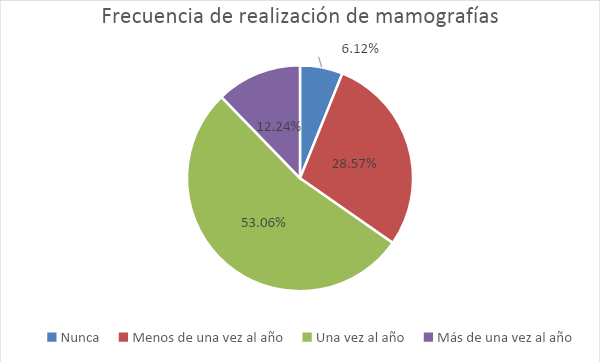 Frecuencia de realización de mamografías
6.12%
12.24%
28.57%
53.06%
Nunca Menos de una vez al año Una vez al año Más de una vez al año